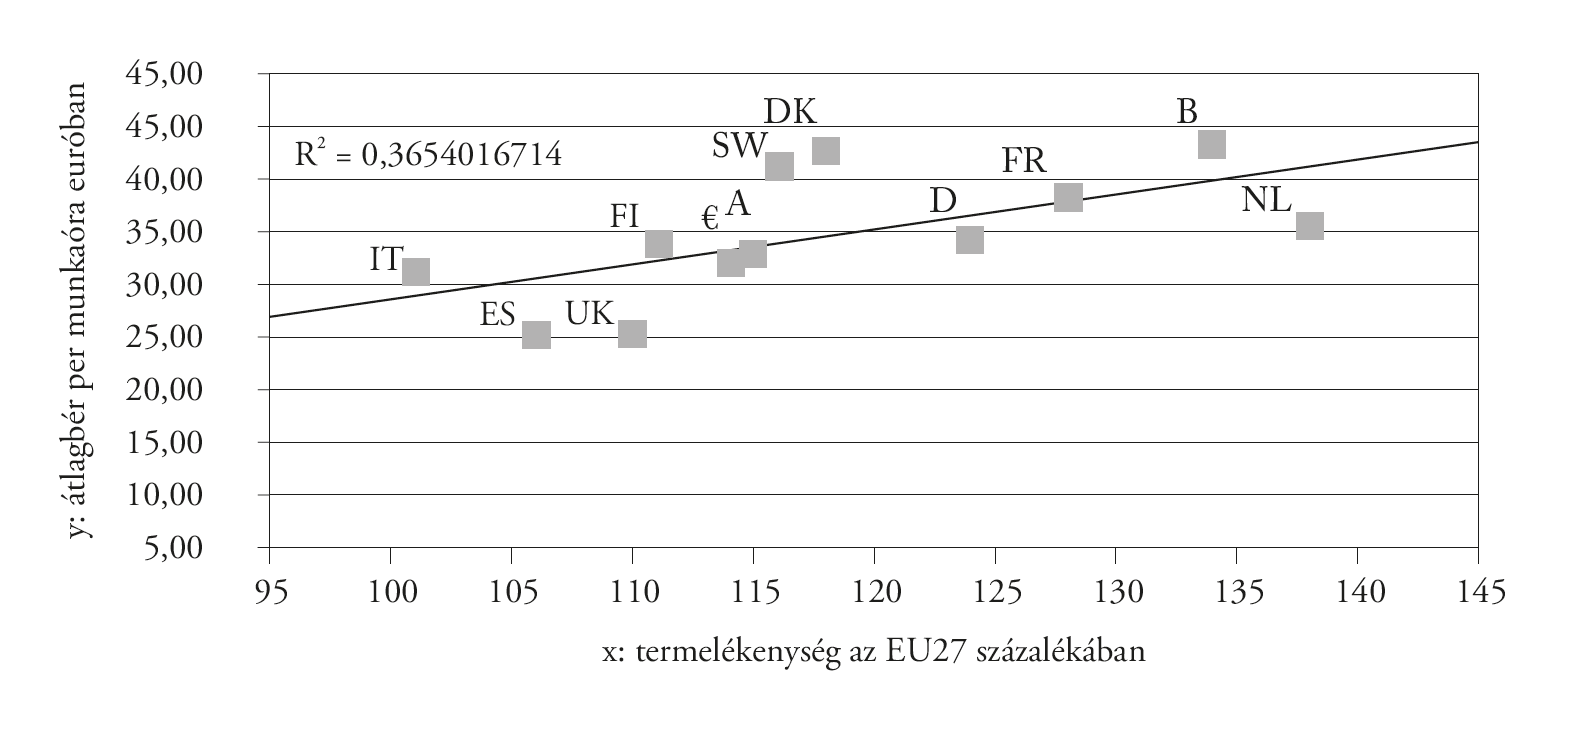 y: átlagbér per munkaóra euróban
45,00
45,00
40,00
35,00
30,00
25,00
20,00
15,00
10,00
5,00
R² = 0,3654016714
DK
B
SW
FR
A
D
NL
FI
€
IT
ES
UK
95 100 105 110 115 120 125 130 135 140 145
x: termelékenység az EU27 százalékában